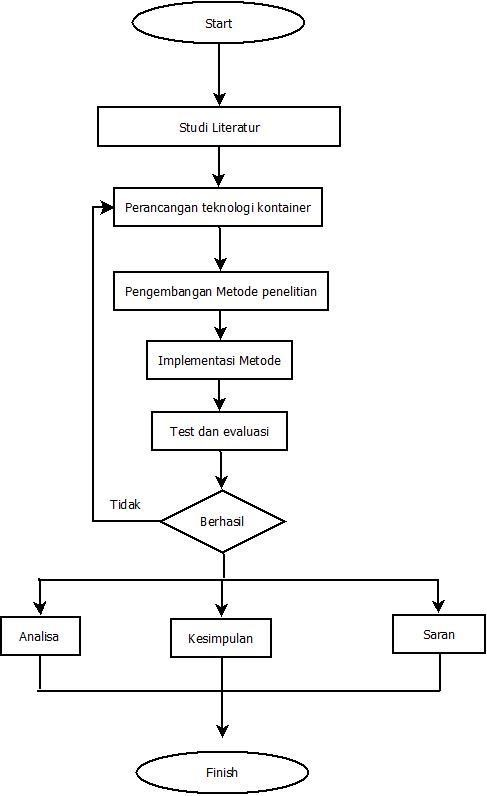 Start
Studi Literatur
Perancangan teknologi kontainer
Pengembangan Metode penelitian
Implementasi Metode
Test dan evaluasi
Tidak
Berhasil
Analisa
Kesimpulan
Saran
Finish